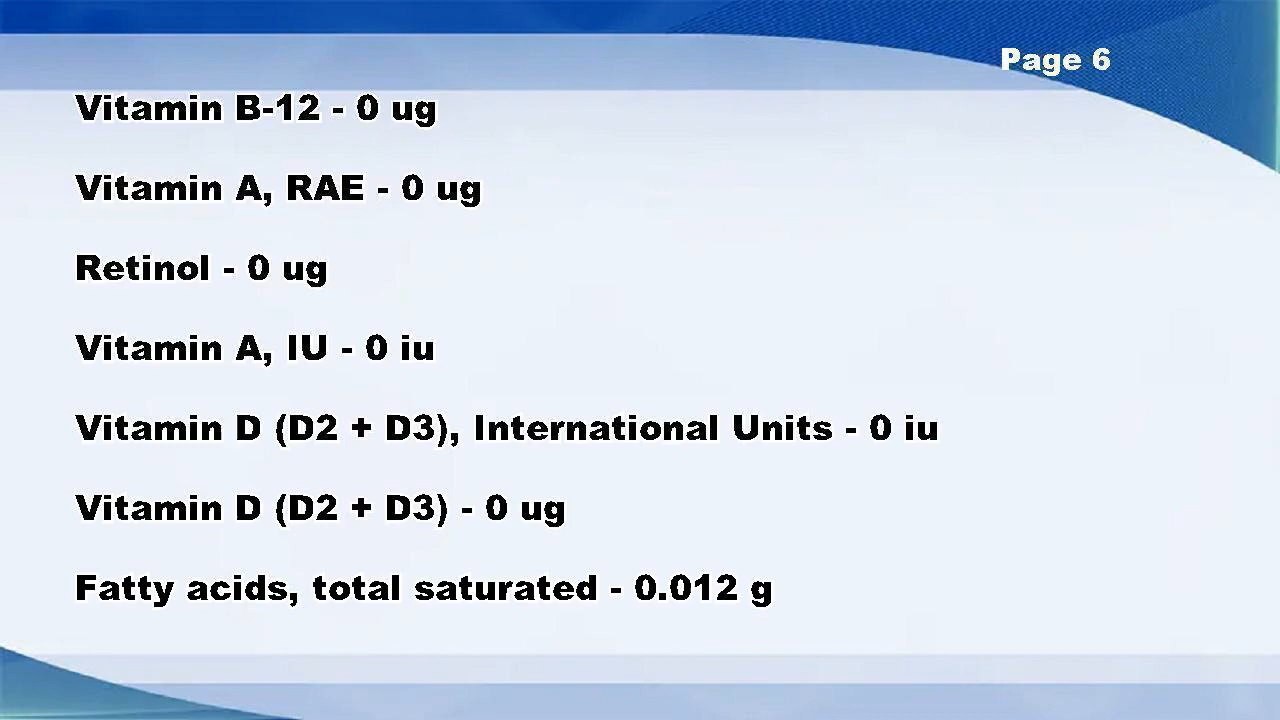 Page 6
Vitamin B-12 - 0 ug
Vitamin A, RAE - 0 ug
Retinol - 0 ug
Vitamin A, IU - 0 iu
Vitamin D (D2 + D3), International Units - 0 iu
Vitamin D (D2 + D3) - 0 ug
Fatty acids, total saturated - 0.012 g